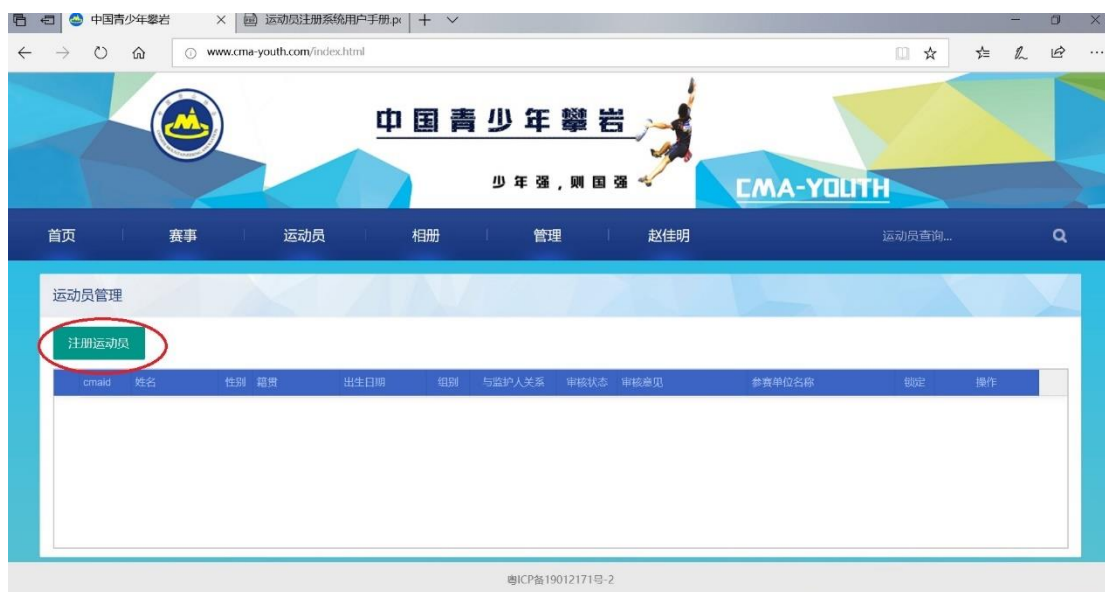 中国青少年攀岩
运动员注册系统用户手册.pc
www.cma-youth.com/index.html
中国青少年攀岩
少年强，则国强
CMA-YOUTH
首页 赛事 运动员 相册 管理 赵佳明 运动员查询...
运动员管理
注册运动员
cmaid 姓名 性别 籍贯 出生日期 组别 与监护人关系 审核状态 审核意见 参赛单位名称 锁定 操作
粤ICP备19012171号-2